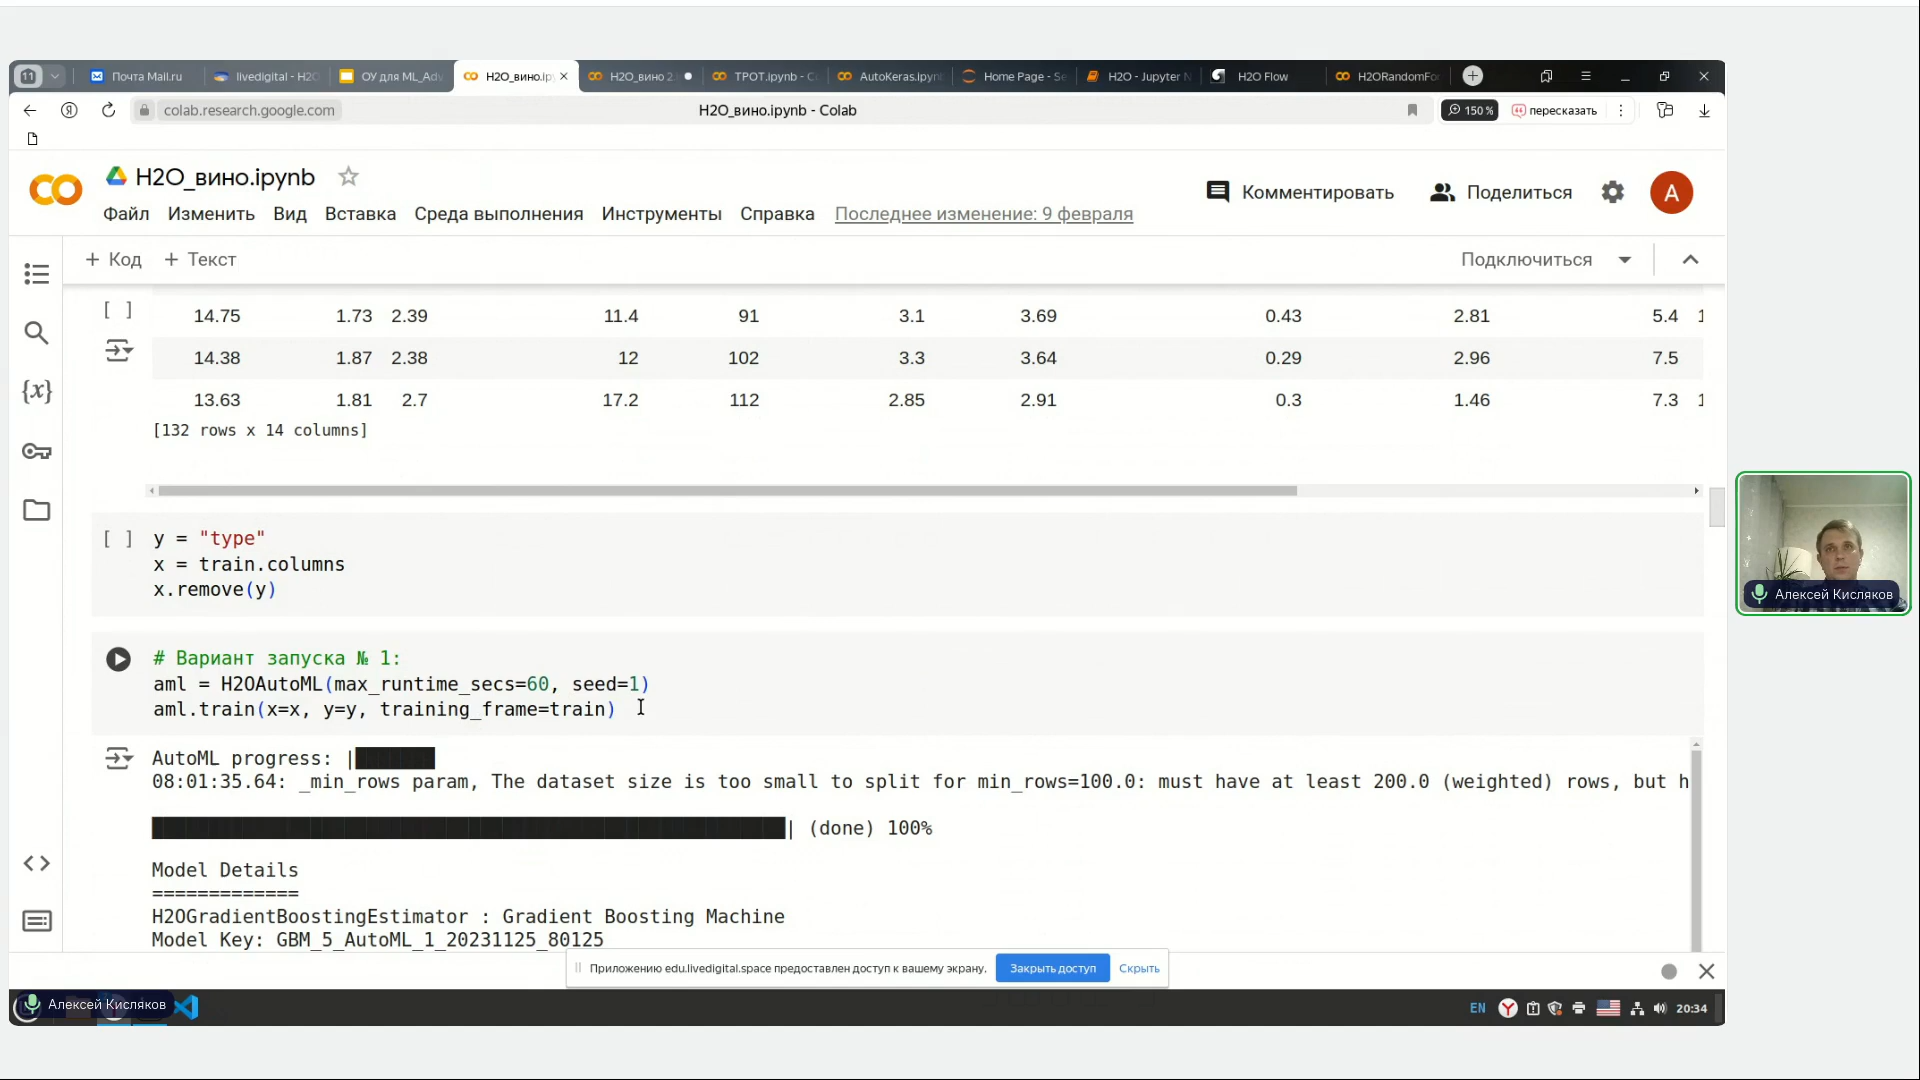 11 Почта Mail.ru livedigital - H2O ОУ для ML_Adv H2O_вино.ipy H2O_вино 2. TPOT.ipynb - C AutoKeras.ipyn Home Page - Se H2O - Jupyter N H2O Flow H2ORandomFo
colab.research.google.com H2O_вино.ipynb - Colab 150 % пересказать
H2O_вино.ipynb
Комментировать Поделиться A
Файл Изменить Вид Вставка Среда выполнения Инструменты Справка Последнее изменение: 9 февраля
+ Код + Текст Подключиться
[ ] 14.75 1.73 2.39 11.4 91 3.1 3.69 0.43 2.81 5.4 1
14.38 1.87 2.38 12 102 3.3 3.64 0.29 2.96 7.5
13.63 1.81 2.7 17.2 112 2.85 2.91 0.3 1.46 7.3 1
[132 rows x 14 columns]
[ ] y = "type"
x = train.columns
x.remove(y)
# Вариант запуска № 1:
aml = H2OAutoML(max_runtime_secs=60, seed=1)
aml.train(x=x, y=y, training_frame=train)
AutoML progress: |███████
08:01:35.64: _min_rows param, The dataset size is too small to split for min_rows=100.0: must have at least 200.0 (weighted) rows, but h
████████████████████████████████████████████████████████| (done) 100%
Model Details
=============
H2OGradientBoostingEstimator : Gradient Boosting Machine
Model Key: GBM_5_AutoML_1_20231125_80125
Приложению edu.livedigital.space предоставлен доступ к вашему экрану. Закрыть доступ Скрыть
Алексей Кисляков
Алексей Кисляков EN 20:34